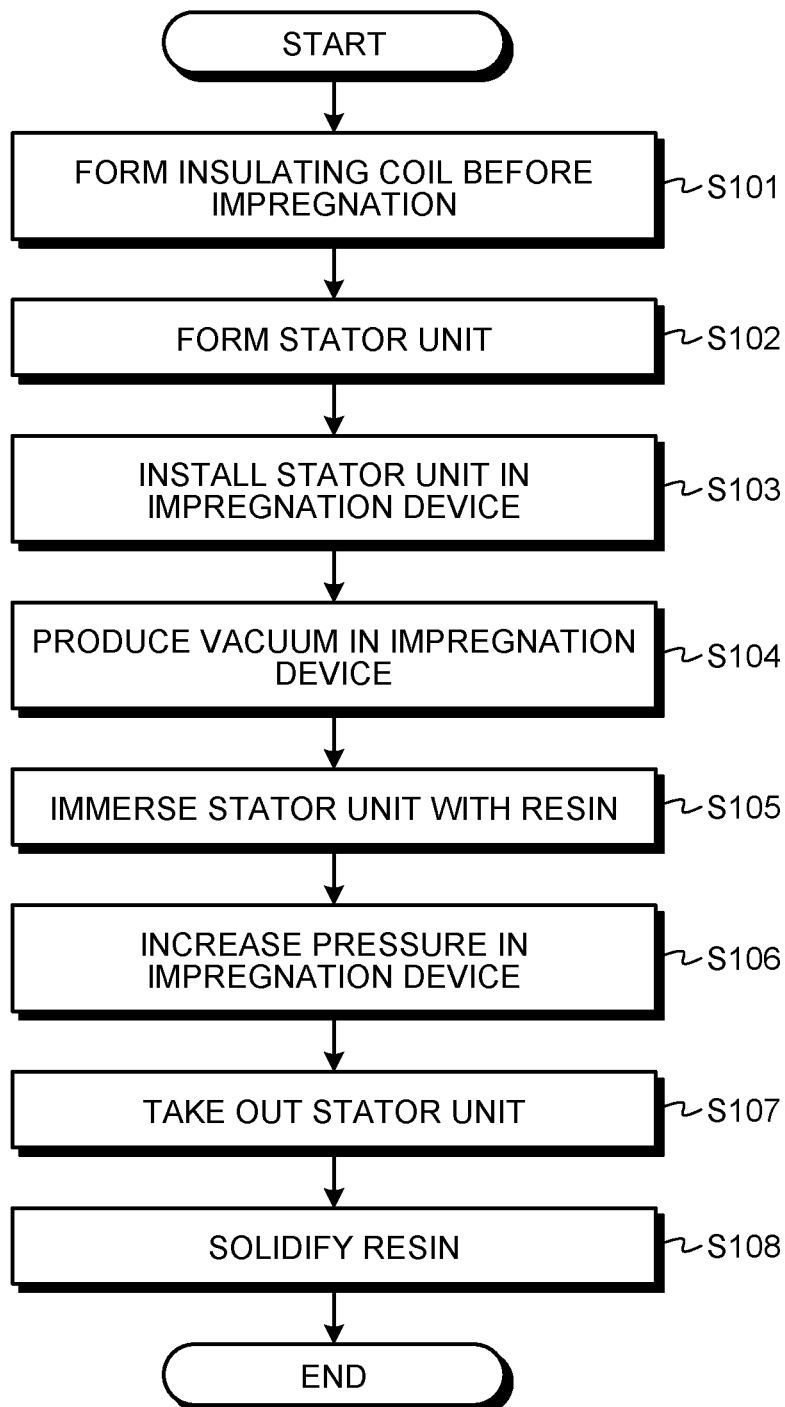 START
FORM INSULATING COIL BEFORE
IMPREGNATION
S101
FORM STATOR UNIT
S102
INSTALL STATOR UNIT IN
IMPREGNATION DEVICE
S103
PRODUCE VACUUM IN IMPREGNATION
DEVICE
S104
IMMERSE STATOR UNIT WITH RESIN
S105
INCREASE PRESSURE IN
IMPREGNATION DEVICE
S106
TAKE OUT STATOR UNIT
S107
SOLIDIFY RESIN
S108
END